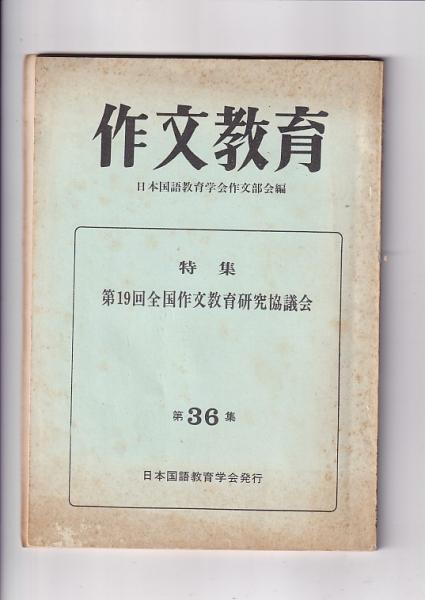 作文教育
日本国語教育学会作文部会編
特集
第19回全国作文教育研究協議会
第36集
日本国語教育学会発行